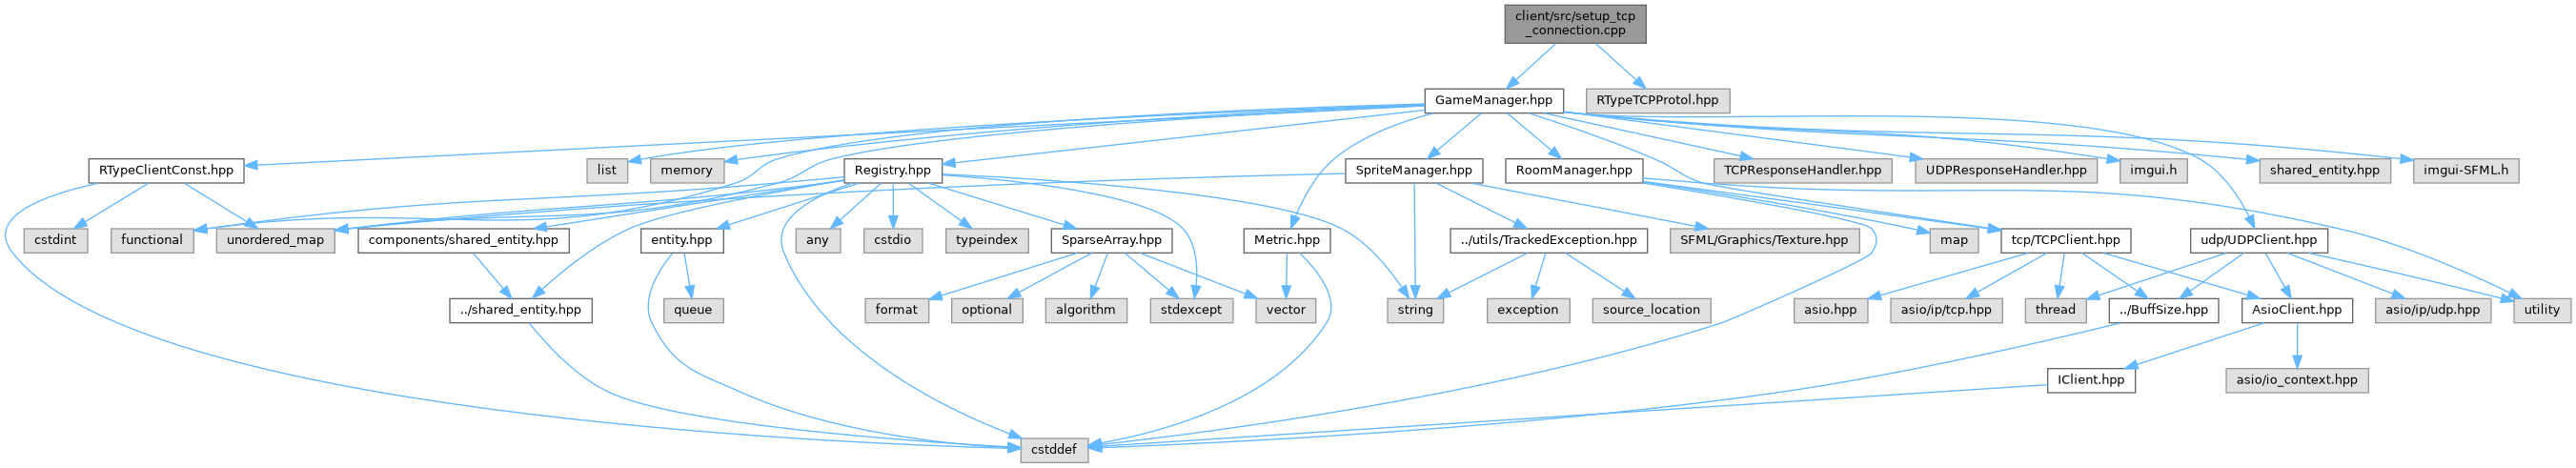 client/src/setup_tcp
_connection.cpp
GameManager.hpp
RTypeTCPProtol.hpp
RTypeClientConst.hpp
list
memory
Registry.hpp
SpriteManager.hpp
RoomManager.hpp
TCPResponseHandler.hpp
UDPResponseHandler.hpp
imgui.h
shared_entity.hpp
imgui-SFML.h
cstdint
functional
unordered_map
components/shared_entity.hpp
entity.hpp
any
cstdio
typeindex
SparseArray.hpp
Metric.hpp
../utils/TrackedException.hpp
SFML/Graphics/Texture.hpp
map
tcp/TCPClient.hpp
udp/UDPClient.hpp
../shared_entity.hpp
queue
format
optional
algorithm
stdexcept
vector
string
exception
source_location
asio.hpp
asio/ip/tcp.hpp
thread
../BuffSize.hpp
AsioClient.hpp
asio/ip/udp.hpp
utility
IClient.hpp
asio/io_context.hpp
cstddef